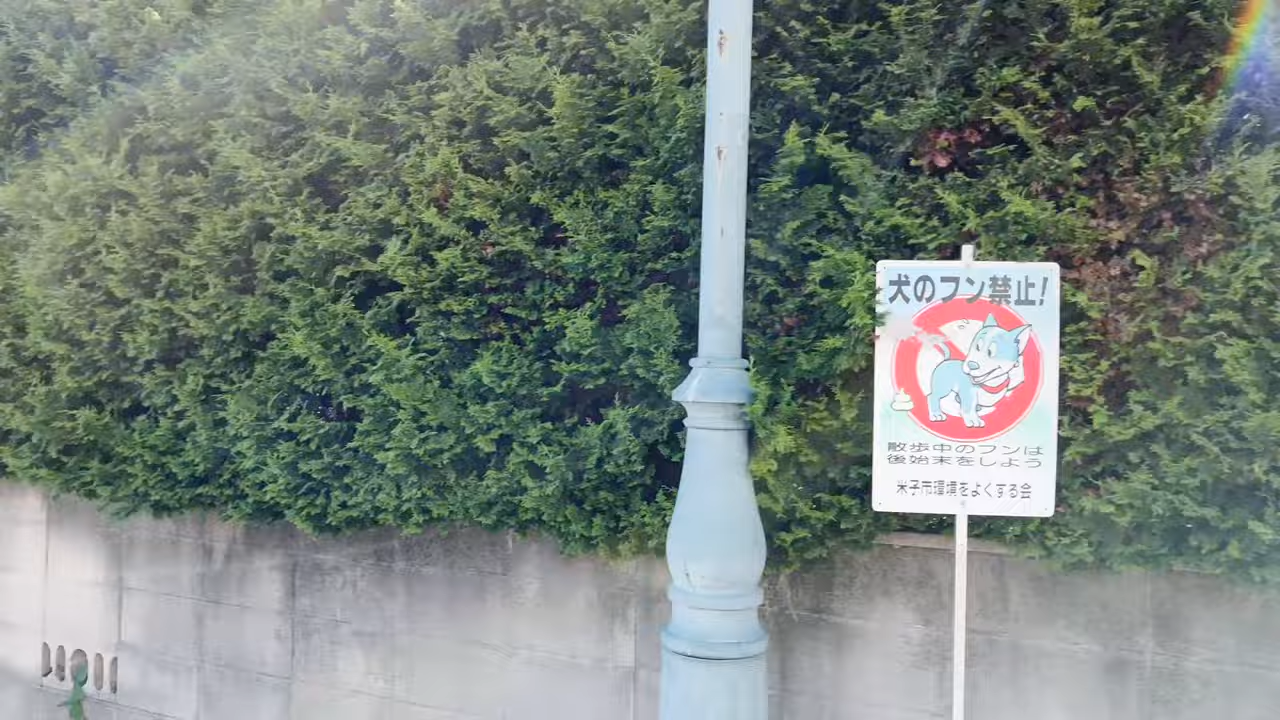 犬のフン禁止!
散歩中のフンは
後始末をしよう
米子市環境をよくする会